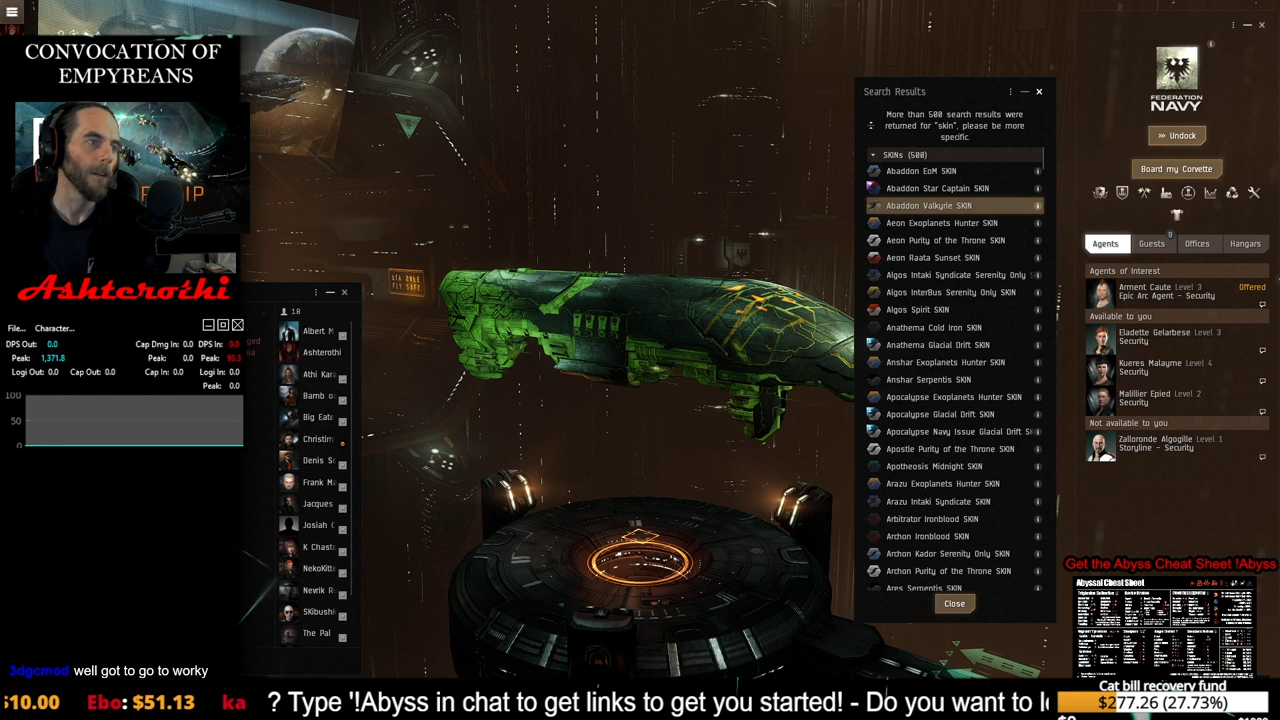 CONVOCATION OF
EMPYREANS
Ashterothi
File... Character...
DPS Out: 0.0 Cap Dmg In: 0.0 DPS In: 0.0
Peak: 1,371.8 Peak: 0.0 Peak: 93.3
Logi Out: 0.0 Cap Out: 0.0 Cap In: 0.0 Logi In: 0.0
Peak: 0.0
100
50
0
18
Albert M
Ashterothi
Athi Kara
Bamb o
Big Eate
Christin
Denis Sc
Frank Ma
Jacques
Josiah
K Chast
NekoKitt
Nevrik R
SKibushi
The Pal
FLY SAFE
Search Results
More than 500 search results were
returned for "skin", please be more
specific.
SKINs (500)
Abaddon EoM SKIN
Abaddon Star Captain SKIN
Abaddon Valkyrie SKIN
Aeon Exoplanets Hunter SKIN
Aeon Purity of the Throne SKIN
Aeon Raata Sunset SKIN
Algos Intaki Syndicate Serenity Only S
Algos InterBus Serenity Only SKIN
Algos Spirit SKIN
Anathema Cold Iron SKIN
Anathema Glacial Drift SKIN
Anshar Exoplanets Hunter SKIN
Anshar Serpentis SKIN
Apocalypse Exoplanets Hunter SKIN
Apocalypse Glacial Drift SKIN
Apocalypse Navy Issue Glacial Drift SK
Apostle Purity of the Throne SKIN
Apotheosis Midnight SKIN
Arazu Exoplanets Hunter SKIN
Arazu Intaki Syndicate SKIN
Arbitrator Ironblood SKIN
Archon Ironblood SKIN
Archon Kador Serenity Only SKIN
Archon Purity of the Throne SKIN
Ares Serpentis SKIN
Close
FEDERATION
NAVY
Undock
Board my Corvette
9
Agents Guests Offices Hangars
Agents of Interest
Arment Caute Level 3 Offered
Epic Arc Agent - Security
Available to you
Eladette Gelarbese Level 3
Security
Kueres Malayme Level 4
Security
Malillier Epied Level 2
Security
Not available to you
Zalloronde Algogille Level 1
Storyline - Security
Get the Abyss Cheat Sheet !Abyss
Abyssal Cheat Sheet
3dgcmod well got to go to worky
$10.00 Ebo: $51.13 ka ? Type '!Abyss in chat to get links to get you started! - Do you want to l
Cat bill recovery fund
$277.26 (27.73%)